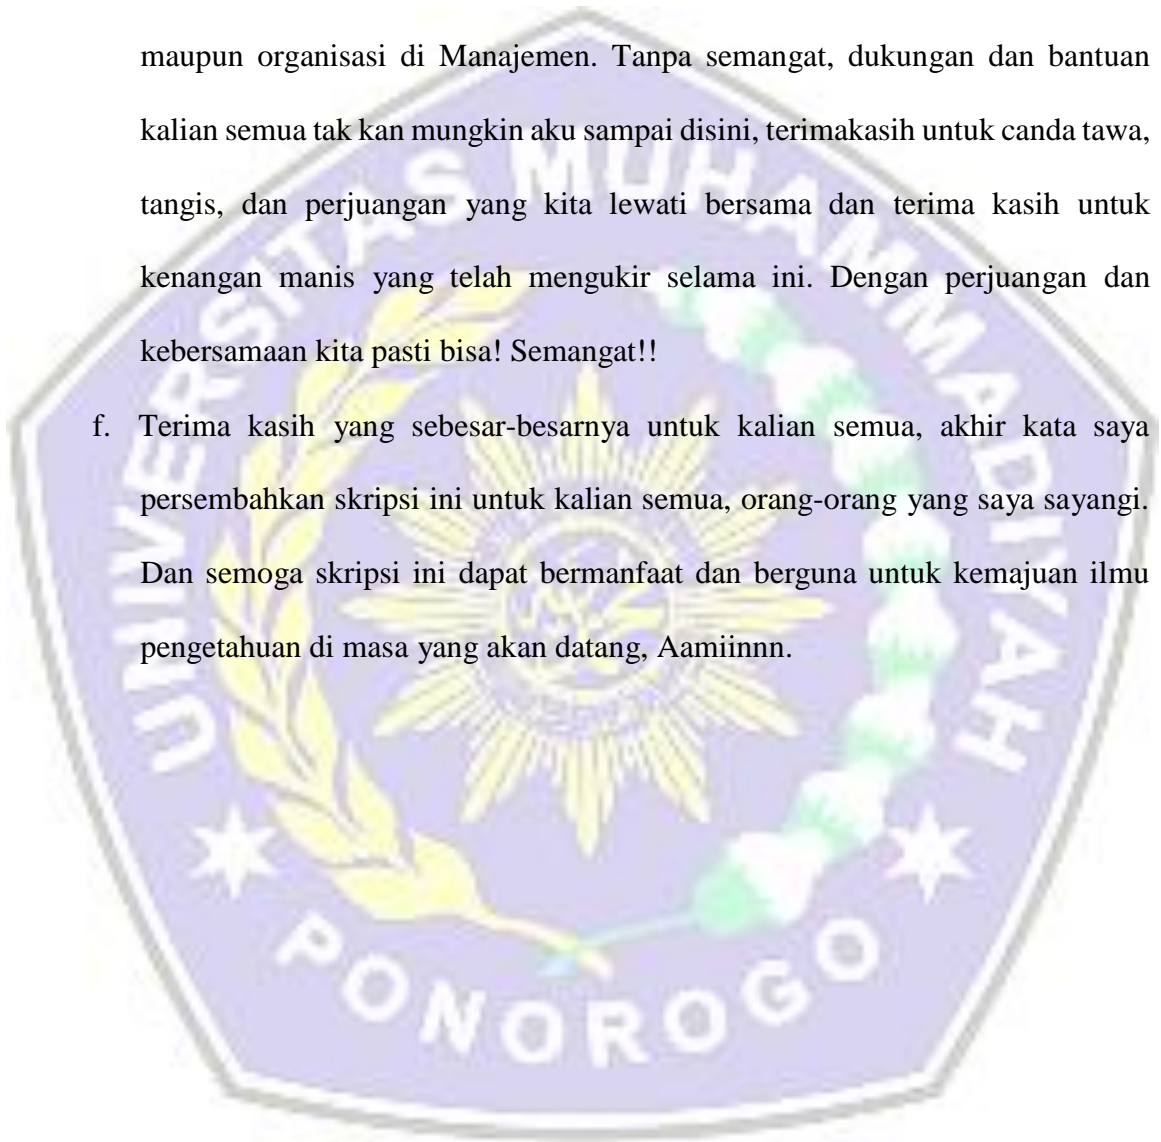 maupun organisasi di Manajemen. Tanpa semangat, dukungan dan bantuan
kalian semua tak kan mungkin aku sampai disini, terimakasih untuk canda tawa,
tangis, dan perjuangan yang kita lewati bersama dan terima kasih untuk
kenangan manis yang telah mengukir selama ini. Dengan perjuangan dan
kebersamaan kita pasti bisa! Semangat!!
f. Terima kasih yang sebesar-besarnya untuk kalian semua, akhir kata saya
persembahkan skripsi ini untuk kalian semua, orang-orang yang saya sayangi.
Dan semoga skripsi ini dapat bermanfaat dan berguna untuk kemajuan ilmu
pengetahuan di masa yang akan datang, Aamiinnn.
UNIVERSITAS MUHAMMADIYAH
PONOROGO